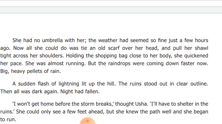 She had no umbrella with her; the weather had seemed so fine just a few hours
ago. Now all she could do was tie an old scarf over her head, and pull her shawl
tight across her shoulders. Holding the shopping bag close to her body, she quickened
her pace. She was almost running. But the raindrops were coming down faster now.
Big, heavy pellets of rain.
A sudden flash of lightning lit up the hill. The ruins stood out in clear outline.
Then all was dark again. Night had fallen.
'I won't get home before the storm breaks,' thought Usha. 'I'll have to shelter in the
ruins.' She could only see a few feet ahead, but she knew the path well and she began
to run.